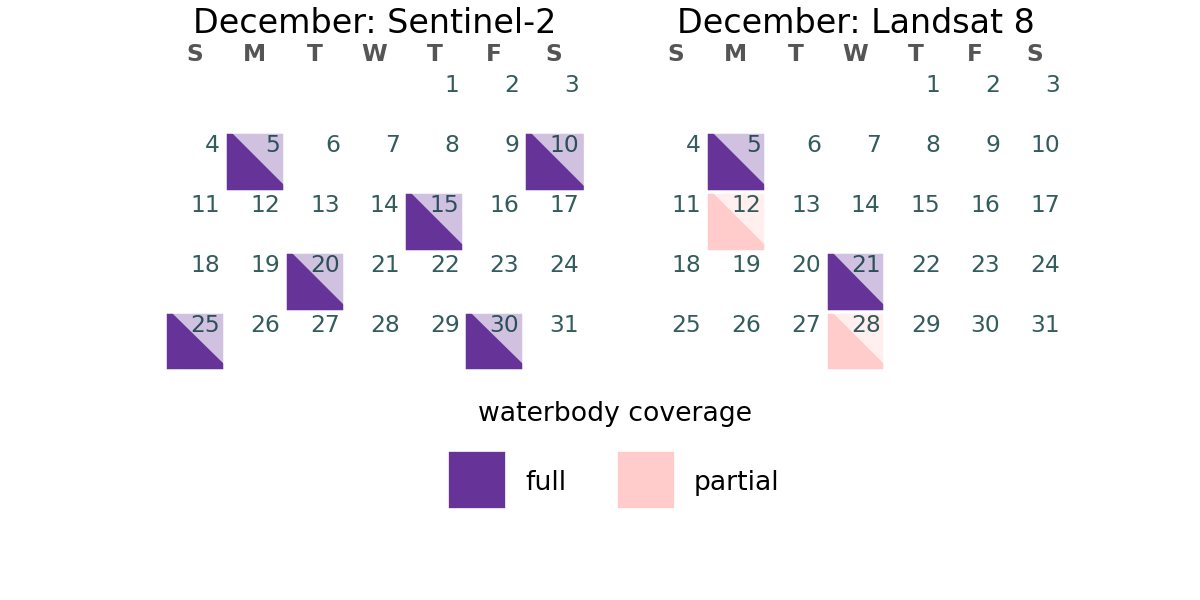 December: Sentinel-2
S M T W T F S
1 2 3
4 5 6 7 8 9 10
11 12 13 14 15 16 17
18 19 20 21 22 23 24
25 26 27 28 29 30 31
December: Landsat 8
S M T W T F S
1 2 3
4 5 6 7 8 9 10
11 12 13 14 15 16 17
18 19 20 21 22 23 24
25 26 27 28 29 30 31
waterbody coverage
full
partial